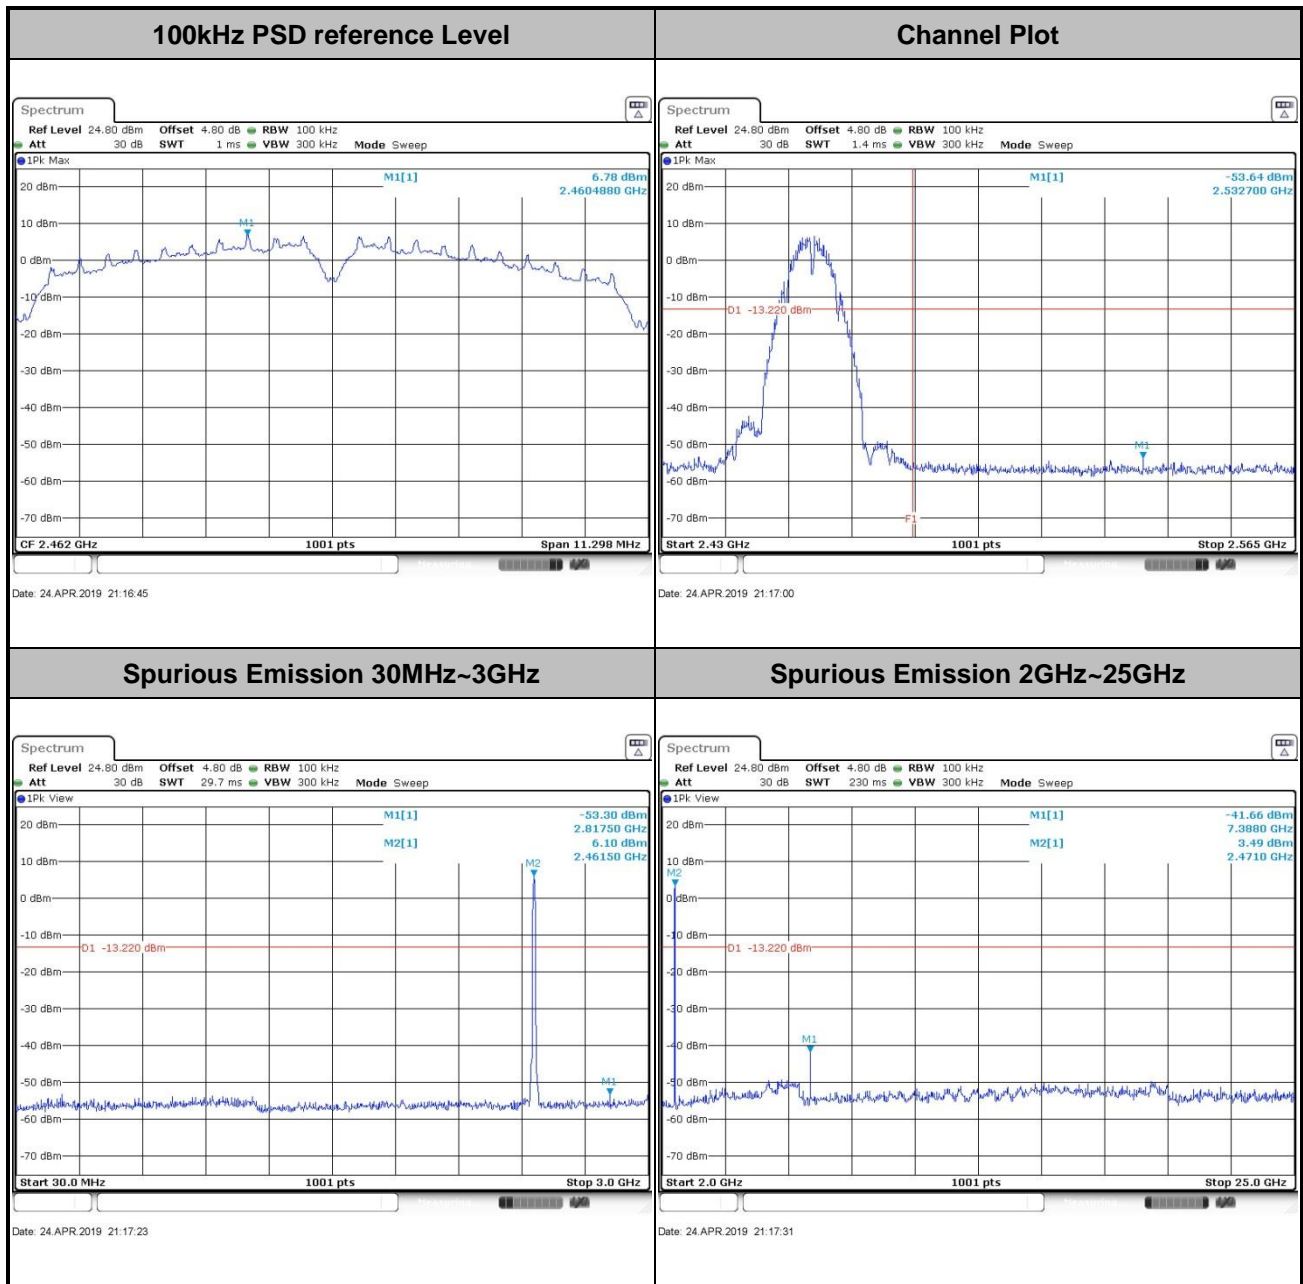 100kHz PSD reference Level
Channel Plot
Spectrum
Ref Level 24.80 dBm Offset 4.80 dB RBW 100 kHz
Att 30 dB SWT 1 ms VBW 300 kHz Mode Sweep
1Pk Max
M1[1] 6.78 dBm
2.4604880 GHz
20 dBm
10 dBm
M1
0 dBm
-10 dBm
-20 dBm
-30 dBm
-40 dBm
-50 dBm
-60 dBm
-70 dBm
CF 2.462 GHz 1001 pts Span 11.298 MHz
Date: 24.APR.2019 21:16:45
Spectrum
Ref Level 24.80 dBm Offset 4.80 dB RBW 100 kHz
Att 30 dB SWT 1.4 ms VBW 300 kHz Mode Sweep
1Pk Max
M1[1] -53.64 dBm
2.532700 GHz
20 dBm
10 dBm
0 dBm
-10 dBm
D1 -13.220 dBm
-20 dBm
-30 dBm
-40 dBm
-50 dBm
M1
-60 dBm
-70 dBm
F1
Start 2.43 GHz 1001 pts Stop 2.565 GHz
Date: 24.APR.2019 21:17:00
Spurious Emission 30MHz~3GHz
Spurious Emission 2GHz~25GHz
Spectrum
Ref Level 24.80 dBm Offset 4.80 dB RBW 100 kHz
Att 30 dB SWT 29.7 ms VBW 300 kHz Mode Sweep
1Pk View
M1[1] -53.30 dBm
2.81750 GHz
20 dBm
M2[1] 6.10 dBm
2.46150 GHz
10 dBm
M2
0 dBm
-10 dBm
D1 -13.220 dBm
-20 dBm
-30 dBm
-40 dBm
-50 dBm
M1
-60 dBm
-70 dBm
Start 30.0 MHz 1001 pts Stop 3.0 GHz
Date: 24.APR.2019 21:17:23
Spectrum
Ref Level 24.80 dBm Offset 4.80 dB RBW 100 kHz
Att 30 dB SWT 230 ms VBW 300 kHz Mode Sweep
1Pk View
M1[1] -41.66 dBm
7.3880 GHz
20 dBm
M2[1] 3.49 dBm
2.4710 GHz
10 dBm
M2
0 dBm
-10 dBm
D1 -13.220 dBm
-20 dBm
-30 dBm
-40 dBm
M1
-50 dBm
-60 dBm
-70 dBm
Start 2.0 GHz 1001 pts Stop 25.0 GHz
Date: 24.APR.2019 21:17:31